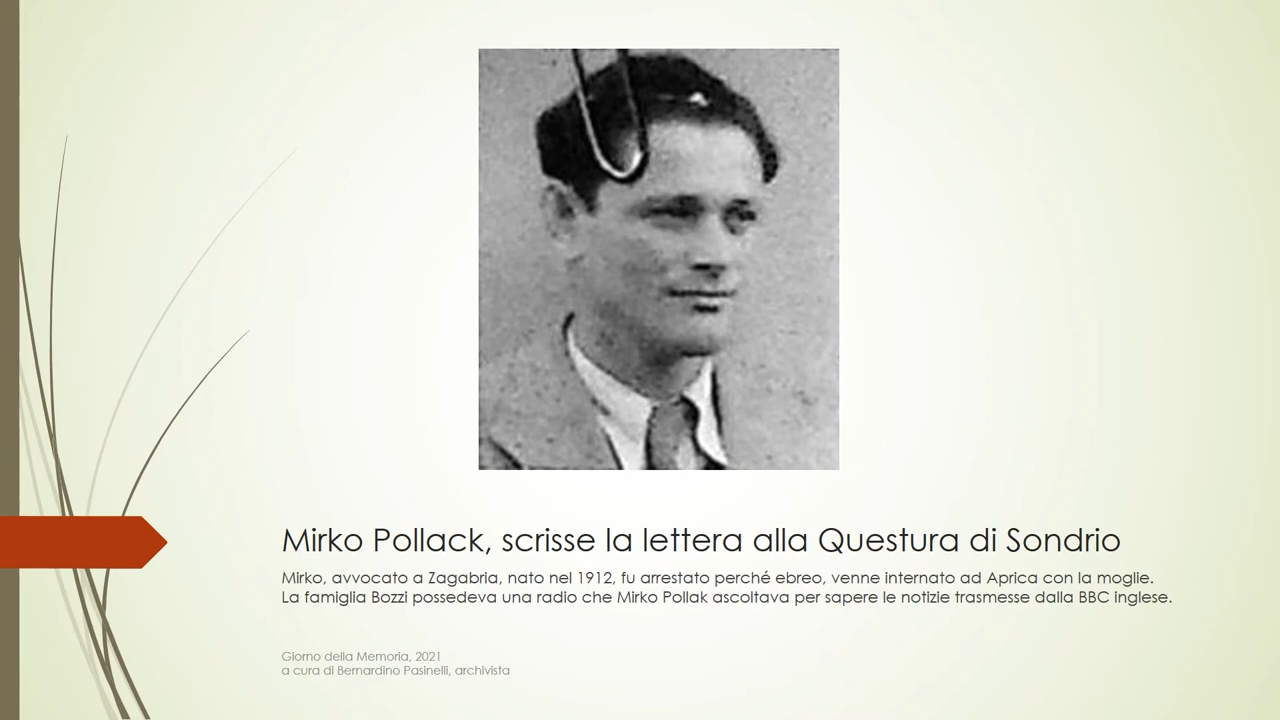 Mirko Pollack, scrisse la lettera alla Questura di Sondrio
Mirko, avvocato a Zagabria, nato nel 1912, fu arrestato perché ebreo, venne internato ad Aprica con la moglie.
La famiglia Bozzi possedeva una radio che Mirko Pollak ascoltava per sapere le notizie trasmesse dalla BBC inglese.
Giorno della Memoria, 2021
a cura di Bernardino Pasinelli, archivista